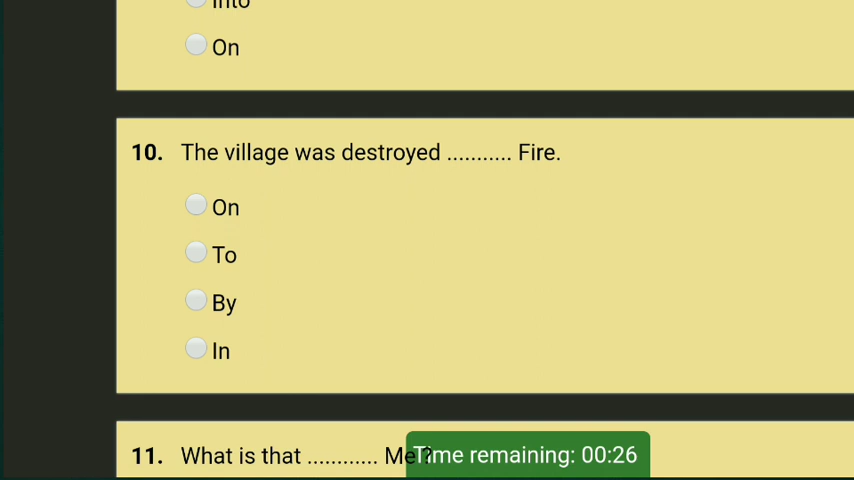 Into
On
10. The village was destroyed ........... Fire.
On
To
By
In
11. What is that ............ Me ?
Time remaining: 00:26